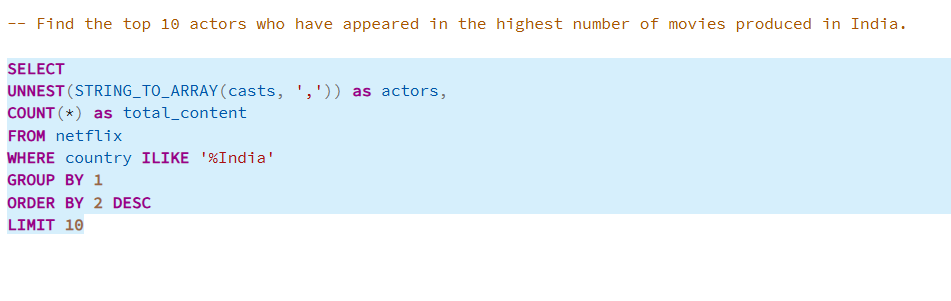 -- Find the top 10 actors who have appeared in the highest number of movies produced in India.
SELECT
UNNEST(STRING_TO_ARRAY(casts, ',')) as actors,
COUNT(*) as total_content
FROM netflix
WHERE country ILIKE '%India'
GROUP BY 1
ORDER BY 2 DESC
LIMIT 10